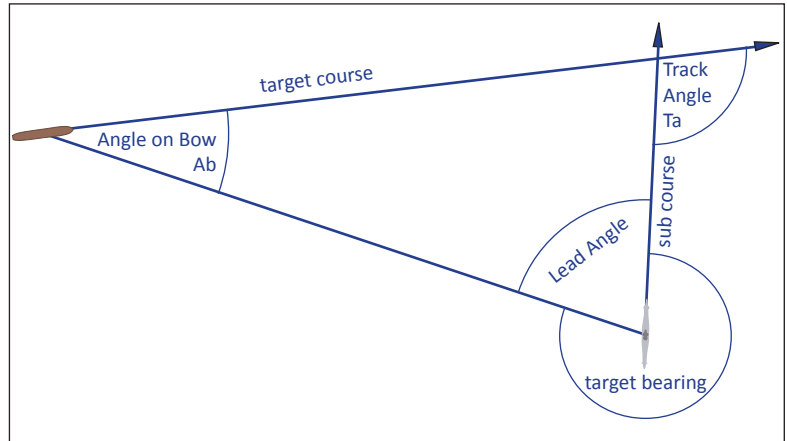 target course
Track
Angle
Ta
Angle on Bow
Ab
Lead Angle
sub course
target bearing